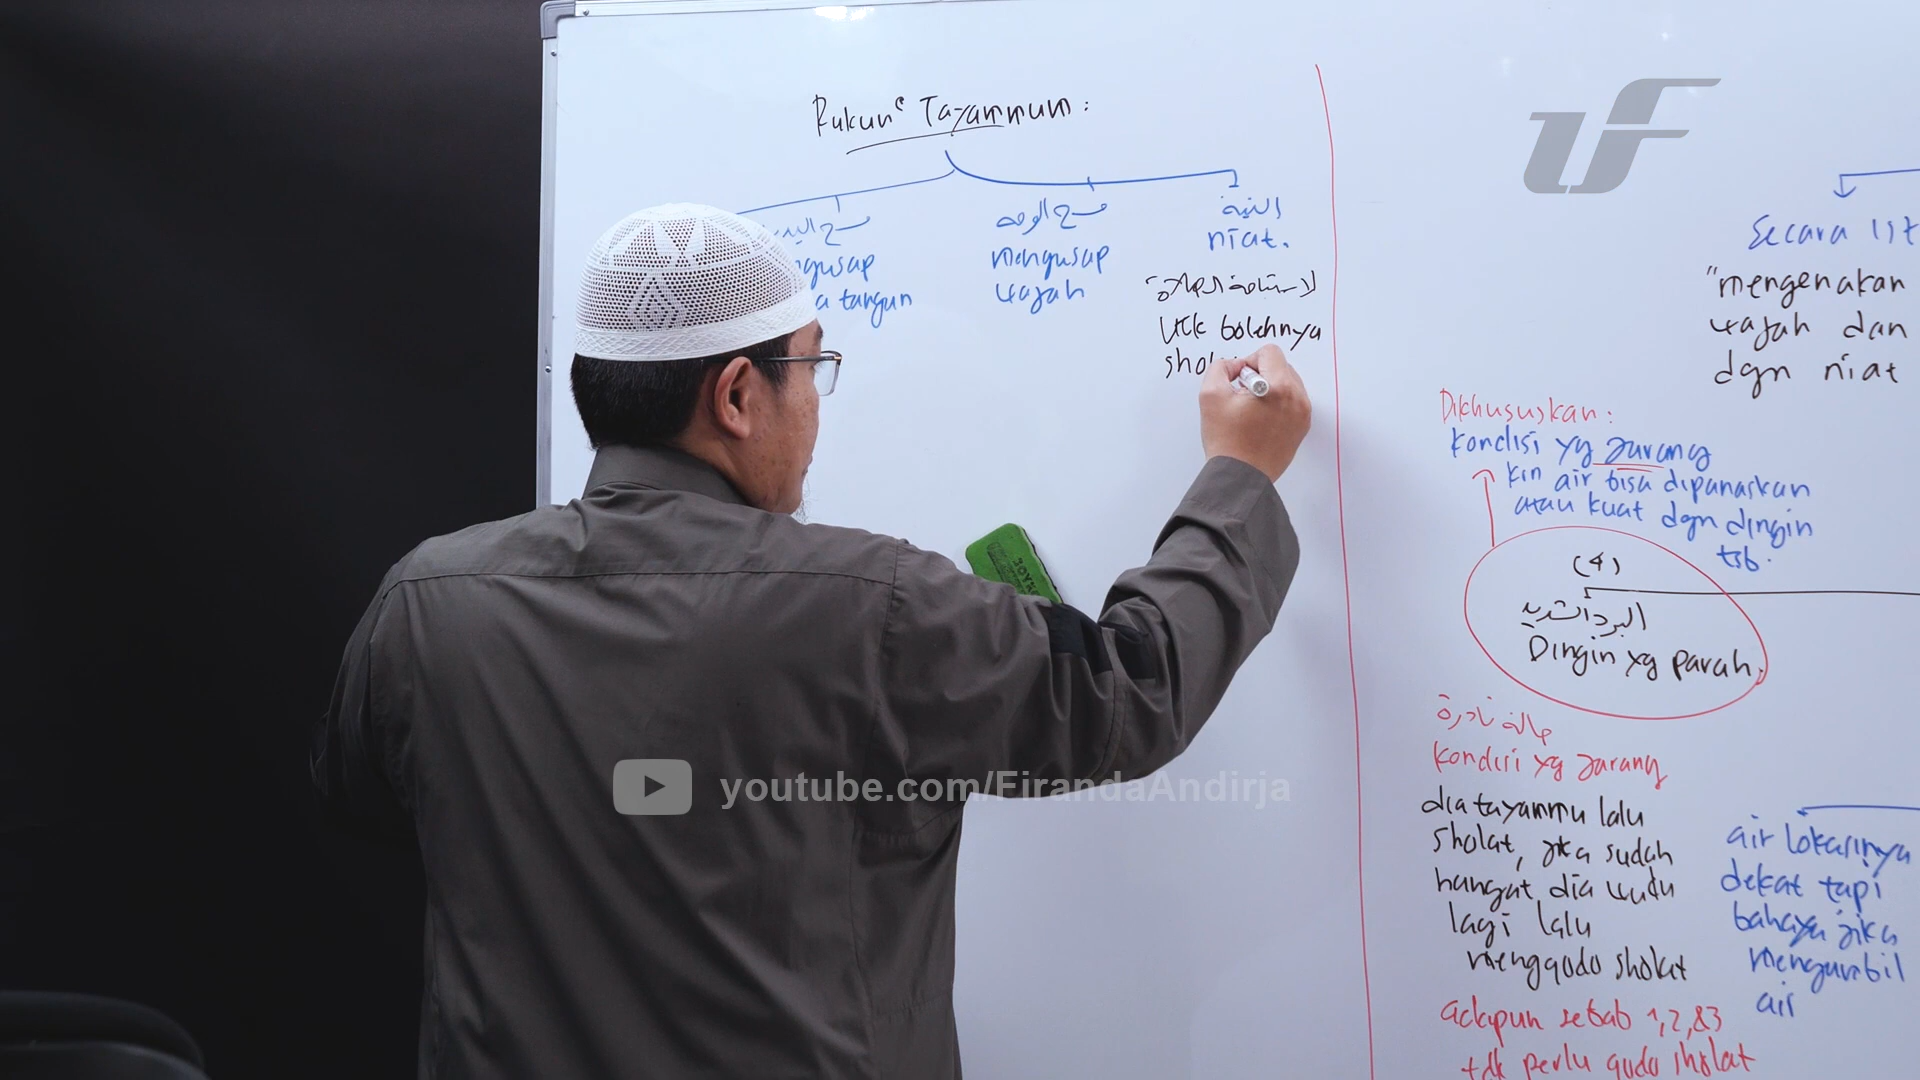 Rukun² Tayammum:
النية
niat.
لاستباحة الصلاة
Utk bolehnya
sho
مسح الوجه
mengusap
wajah
مسح اليد
ngusap
a tangan
Secara ist
"mengenakan
wajah dan
dgn niat
Dikhususkan:
kondisi yg jarang
krn air bisa dipanaskan
atau kuat dgn dingin
tsb.
(4)
البرد الشديد
Dingin yg parah.
حالة نادرة
kondisi yg jarang
dia tayammu lalu
sholat, jika sudah
hangat dia wudu
lagi lalu
mengqodo sholat
adapun sebab 1,2,&3
tdk perlu qodo sholat
air lokasinya
dekat tapi
bahaya jika
mengambil
air
youtube.com/FirandaAndirja